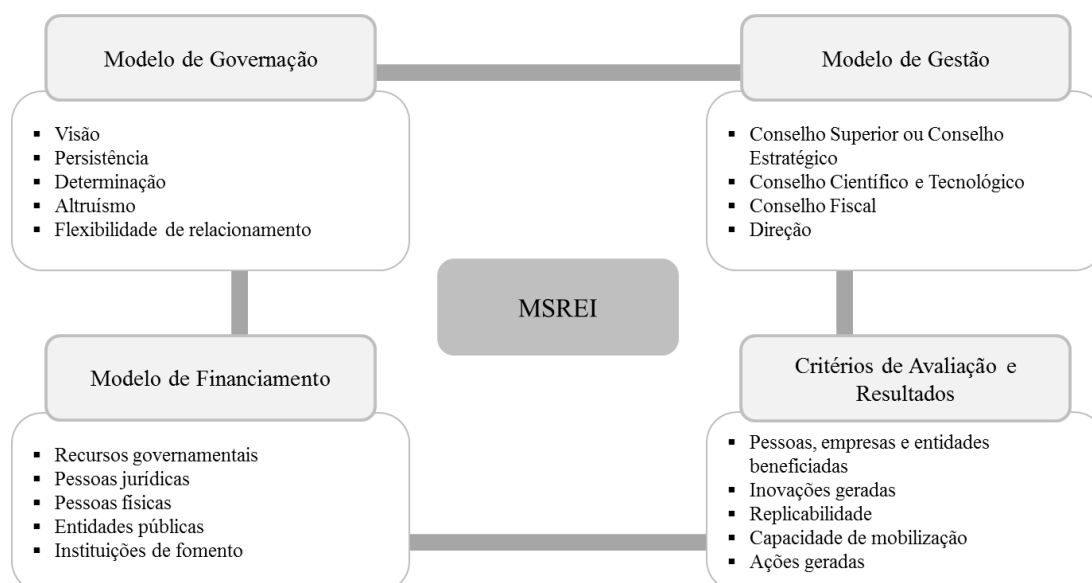 Modelo de Governação
▪ Visão
▪ Persistência
▪ Determinação
▪ Altruísmo
▪ Flexibilidade de relacionamento
Modelo de Gestão
▪ Conselho Superior ou Conselho
Estratégico
▪ Conselho Científico e Tecnológico
▪ Conselho Fiscal
▪ Direção
MSREI
Modelo de Financiamento
▪ Recursos governamentais
▪ Pessoas jurídicas
▪ Pessoas físicas
▪ Entidades públicas
▪ Instituições de fomento
Critérios de Avaliação e
Resultados
▪ Pessoas, empresas e entidades
beneficiadas
▪ Inovações geradas
▪ Replicabilidade
▪ Capacidade de mobilização
▪ Ações geradas